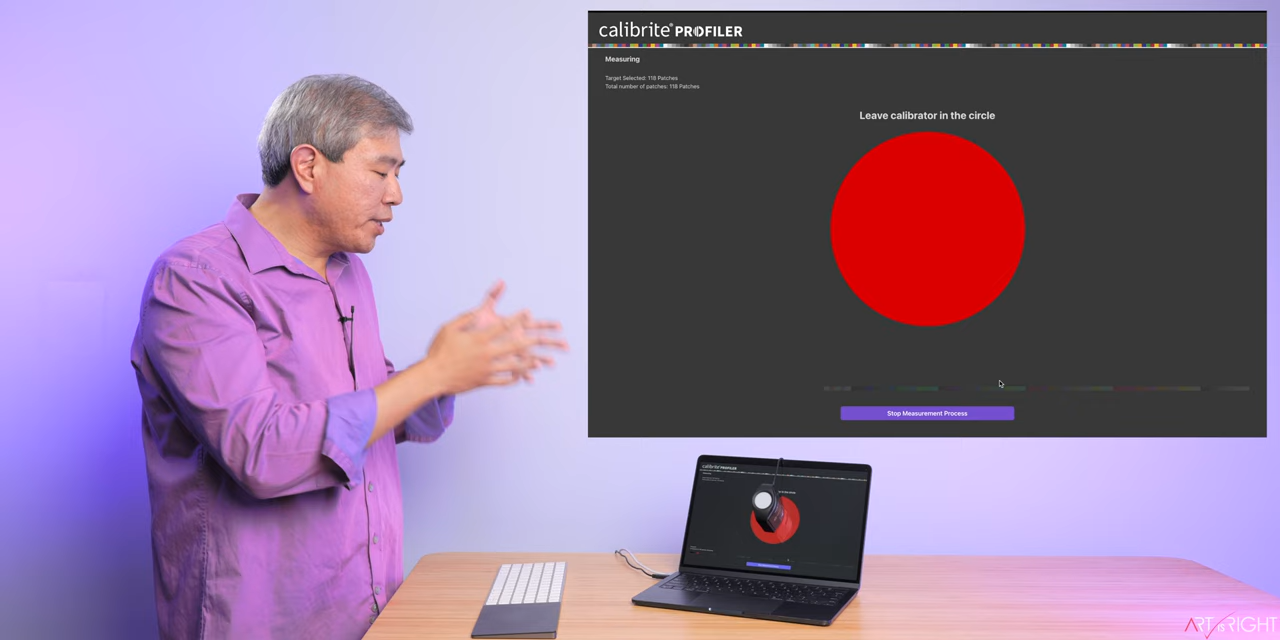 calibrite PROFILER
Measuring
Target Selected: 118 Patches
Total number of patches: 118 Patches
Leave calibrator in the circle
Stop Measurement Process
calibrite PROFILER
ART is RIGHT